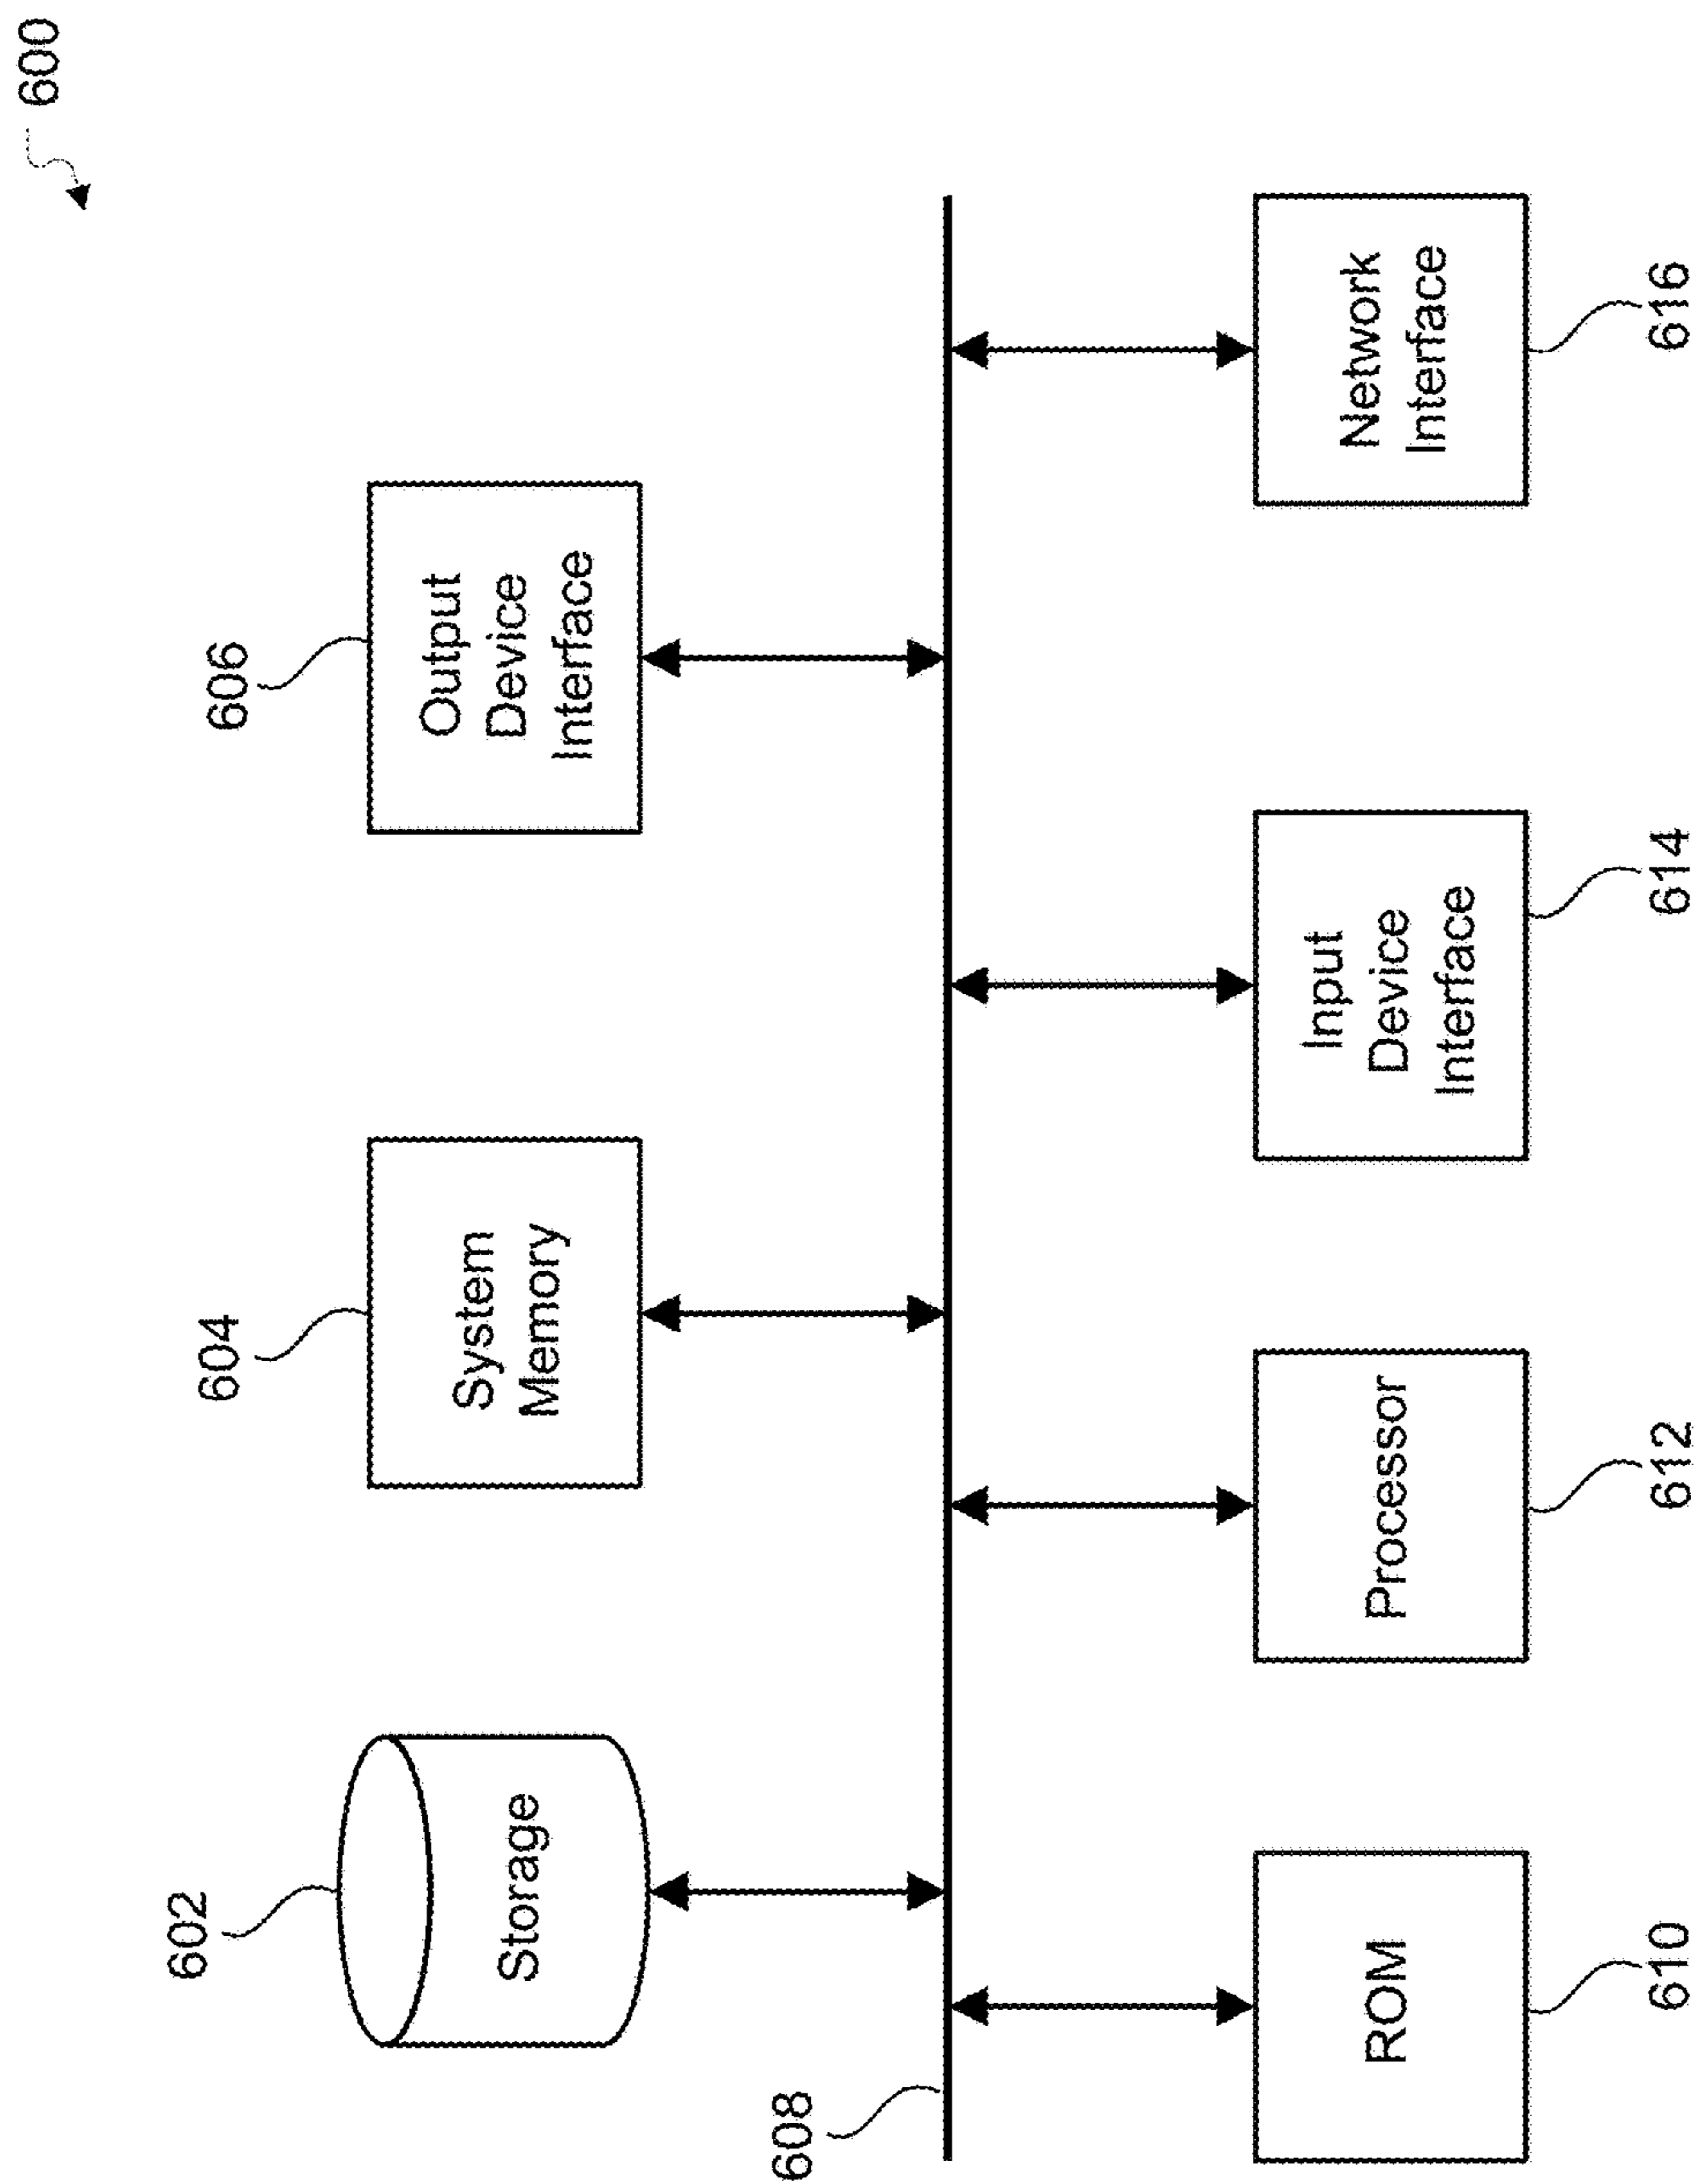 600
602
Storage
604
System
Memory
606
Output
Device
Interface
608
ROM
610
Processor
612
Input
Device
Interface
614
Network
Interface
616